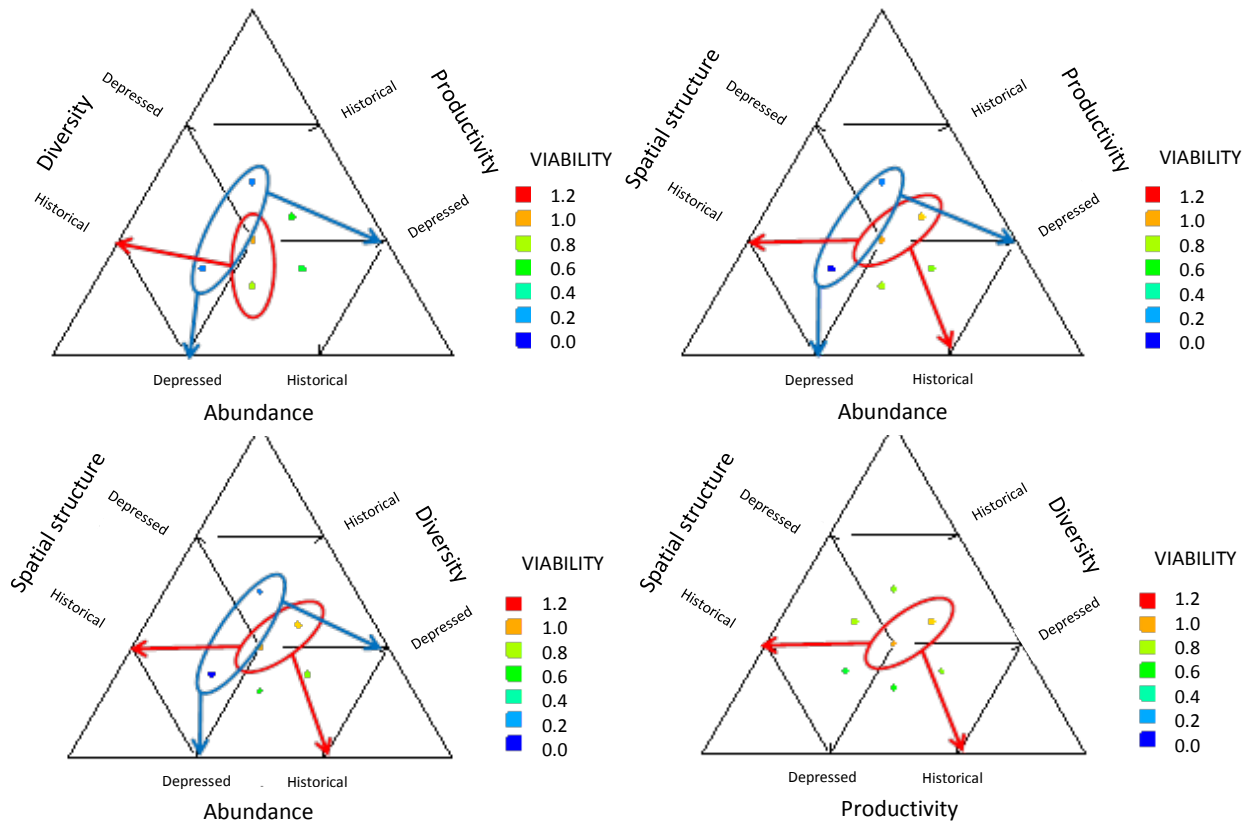 Diversity
Depressed
Historical
Productivity
Historical
Depressed
Depressed
Historical
Abundance
VIABILITY
1.2
1.0
0.8
0.6
0.4
0.2
0.0
Spatial structure
Depressed
Historical
Productivity
Historical
Depressed
Depressed
Historical
Abundance
VIABILITY
1.2
1.0
0.8
0.6
0.4
0.2
0.0
Spatial structure
Depressed
Historical
Diversity
Historical
Depressed
Depressed
Historical
Abundance
VIABILITY
1.2
1.0
0.8
0.6
0.4
0.2
0.0
Spatial structure
Depressed
Historical
Diversity
Historical
Depressed
Depressed
Historical
Productivity
VIABILITY
1.2
1.0
0.8
0.6
0.4
0.2
0.0